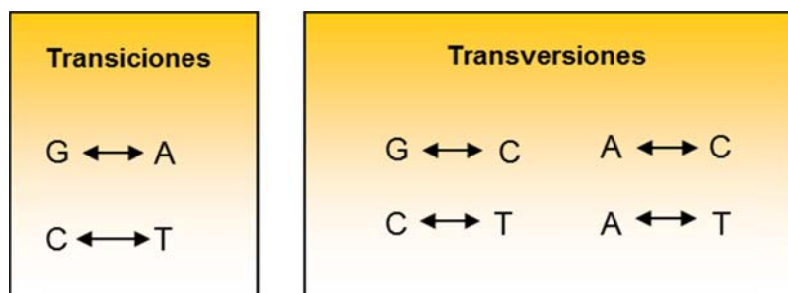 Transiciones
G ↔ A
C ↔ T
Transversiones
G ↔ C A ↔ C
C ↔ T A ↔ T